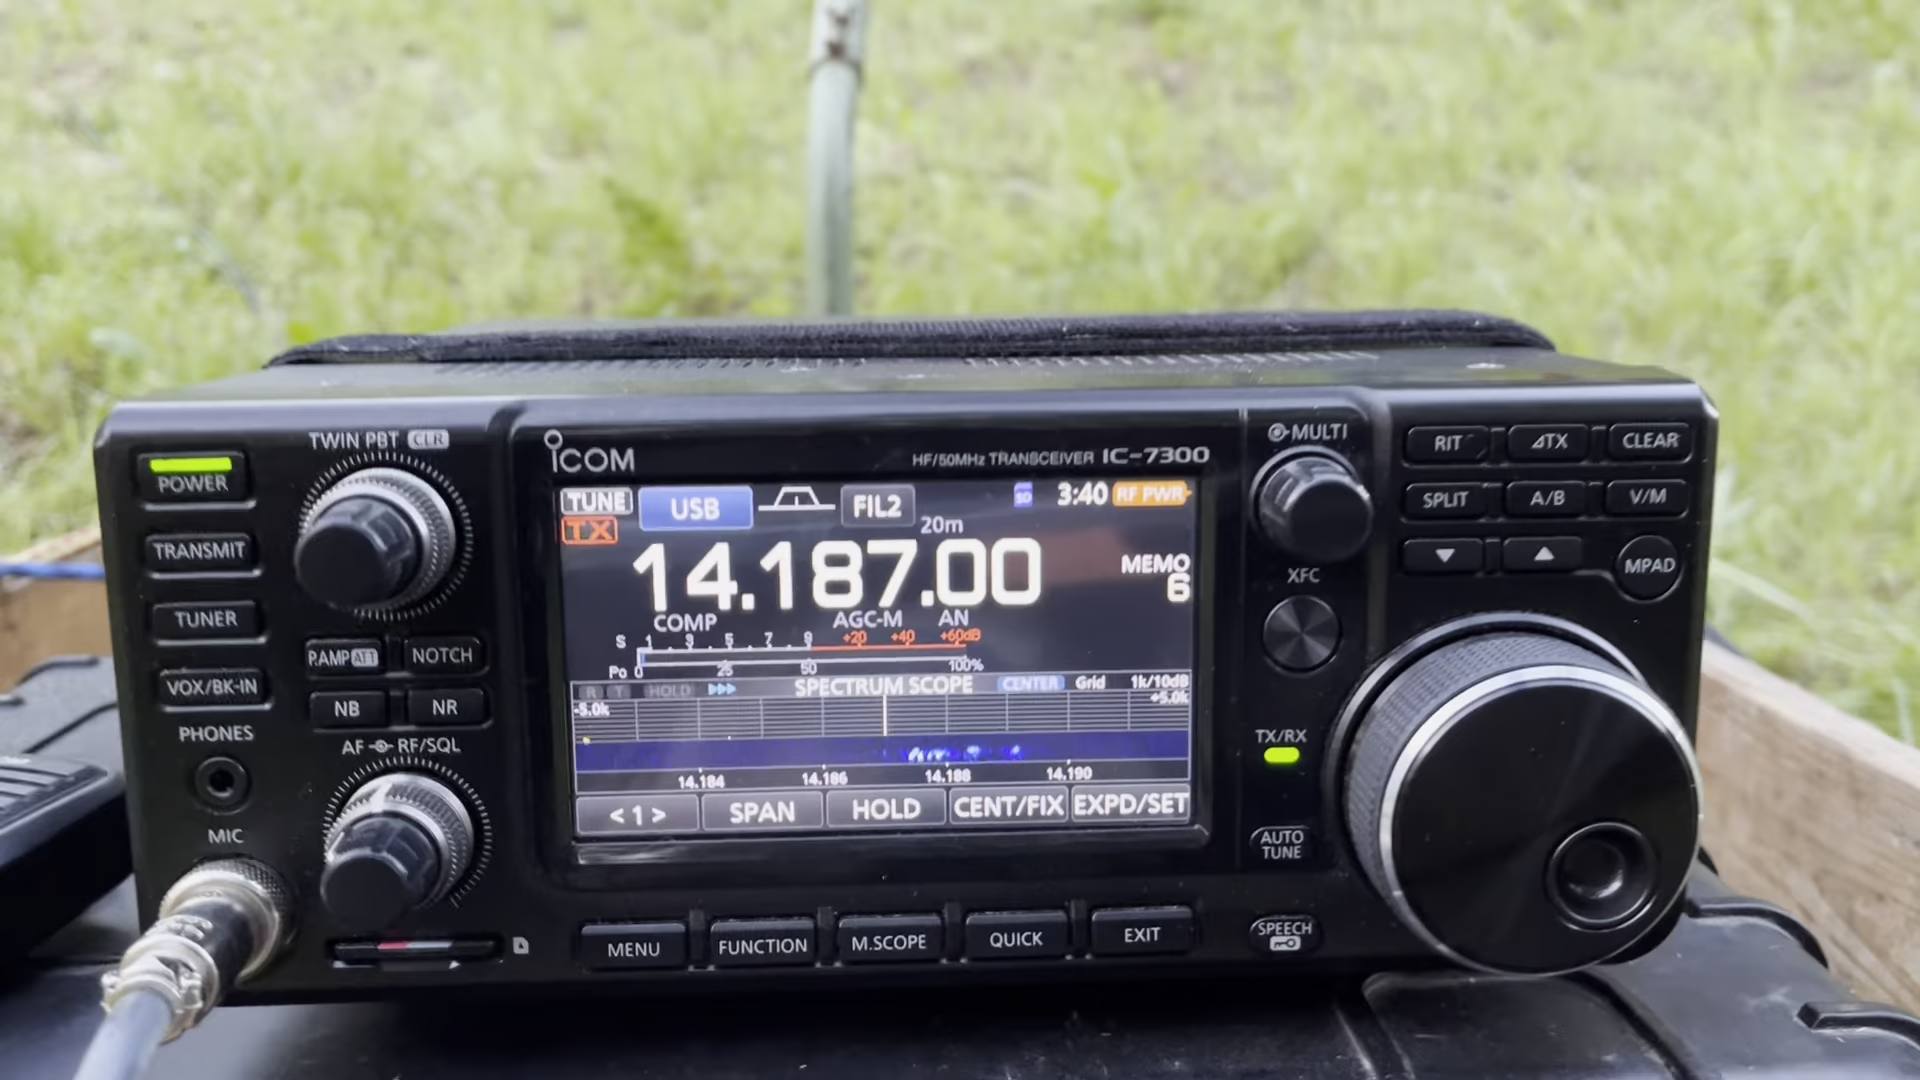 TWIN PBT CLR
POWER
TRANSMIT
TUNER
P.AMP ATT NOTCH
VOX/BK-IN
NB NR
PHONES
AF RF/SQL
MIC
ICOM
HF/50MHz TRANSCEIVER IC-7300
TUNE USB FIL2 SD 3:40 RF PWR
TX 20m
14.187.00
MEMO
6
COMP AGC-M AN
S 1 3 5 7 9 +20 +40 +60dB
Po 0 25 50 100%
R T HOLD SPECTRUM SCOPE CENTER Grid 1k/10dB
-5.0k +5.0k
14.184 14.186 14.188 14.190
<1> SPAN HOLD CENT/FIX EXPD/SET
MENU FUNCTION M.SCOPE QUICK EXIT
MULTI
XFC
TX/RX
AUTO
TUNE
SPEECH
RIT ⊿TX CLEAR
SPLIT A/B V/M
▼ ▲ MPAD